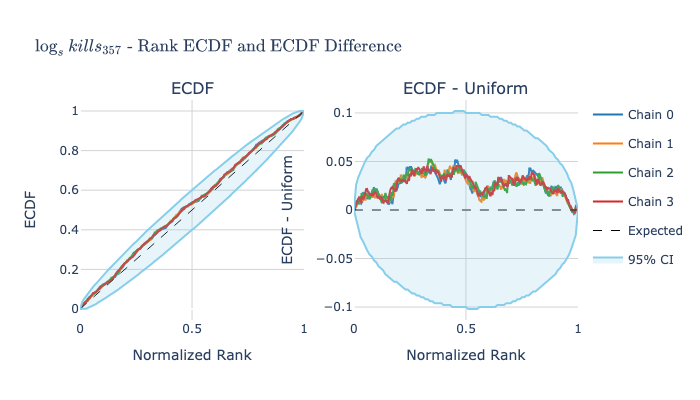 log_s kills_357 - Rank ECDF and ECDF Difference
ECDF
ECDF - Uniform
ECDF
1
0.8
0.6
0.4
0.2
0
0
0.5
1
Normalized Rank
ECDF - Uniform
0.1
0.05
0
−0.05
−0.1
0
0.5
1
Normalized Rank
Chain 0
Chain 1
Chain 2
Chain 3
Expected
95% CI